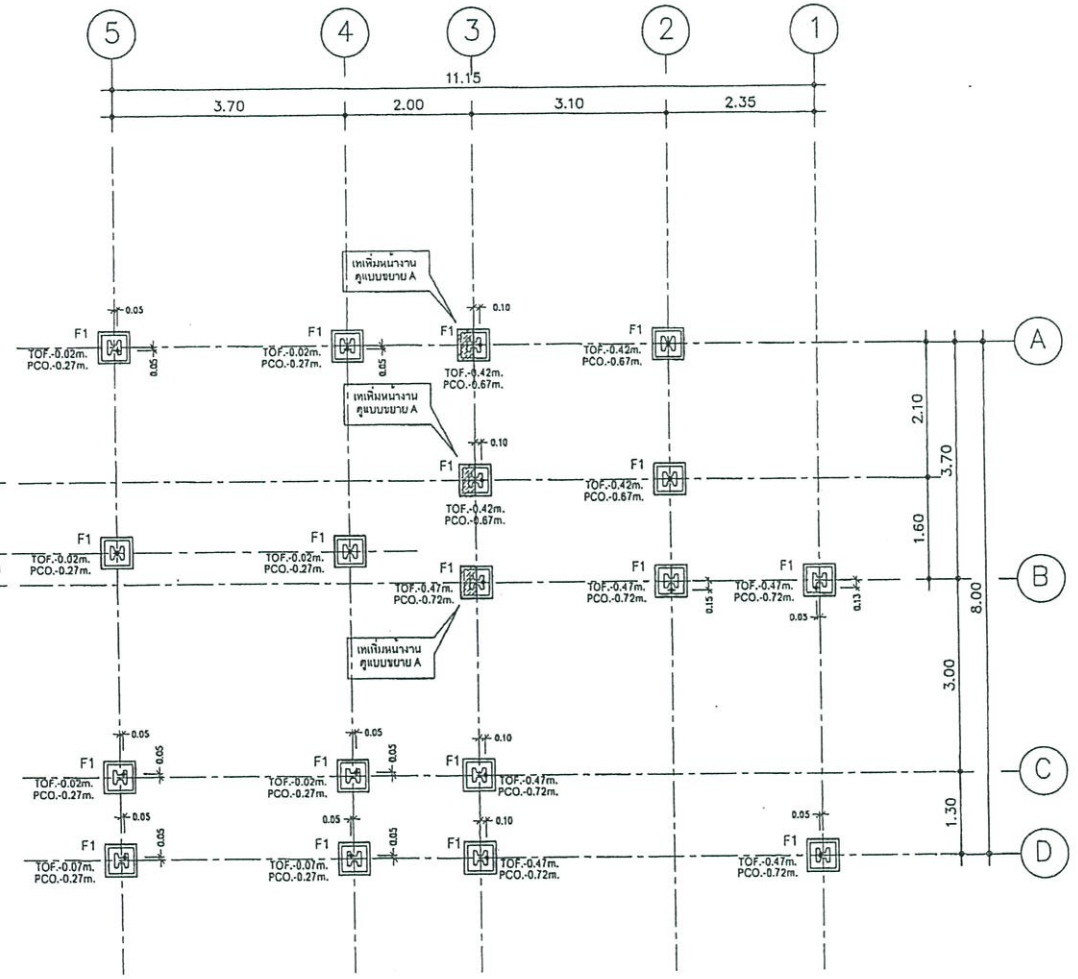 5 4 3 2 1
11.15
3.70 2.00 3.10 2.35
เทเพิ่มหน้างาน
ดูแบบขยาย A
0.05 0.10
F1 F1 F1 F1 A
TOF.-0.02m. TOF.-0.02m. TOF.-0.42m. TOF.-0.42m.
PCO.-0.27m. PCO.-0.27m. PCO.-0.67m. PCO.-0.67m.
0.05 0.05
เทเพิ่มหน้างาน
ดูแบบขยาย A
2.10
3.70
0.10
F1 F1
TOF.-0.42m. TOF.-0.42m.
PCO.-0.67m. PCO.-0.67m.
1.60
F1 F1
TOF.-0.02m. TOF.-0.02m.
PCO.-0.27m. PCO.-0.27m.
F1 F1 F1 B
TOF.-0.47m. TOF.-0.47m. TOF.-0.47m.
PCO.-0.72m. PCO.-0.72m. PCO.-0.72m.
0.15 0.05 0.13
8.00
เทเพิ่มหน้างาน
ดูแบบขยาย A
3.00
0.05 0.05 0.10
0.05 0.05
F1 F1 F1 C
TOF.-0.02m. TOF.-0.02m. TOF.-0.47m.
PCO.-0.27m. PCO.-0.27m. PCO.-0.72m.
1.30
0.05 0.05 0.10 0.05
0.05 0.05
F1 F1 F1 F1 D
TOF.-0.07m. TOF.-0.07m. TOF.-0.47m. TOF.-0.47m.
PCO.-0.27m. PCO.-0.27m. PCO.-0.72m. PCO.-0.72m.